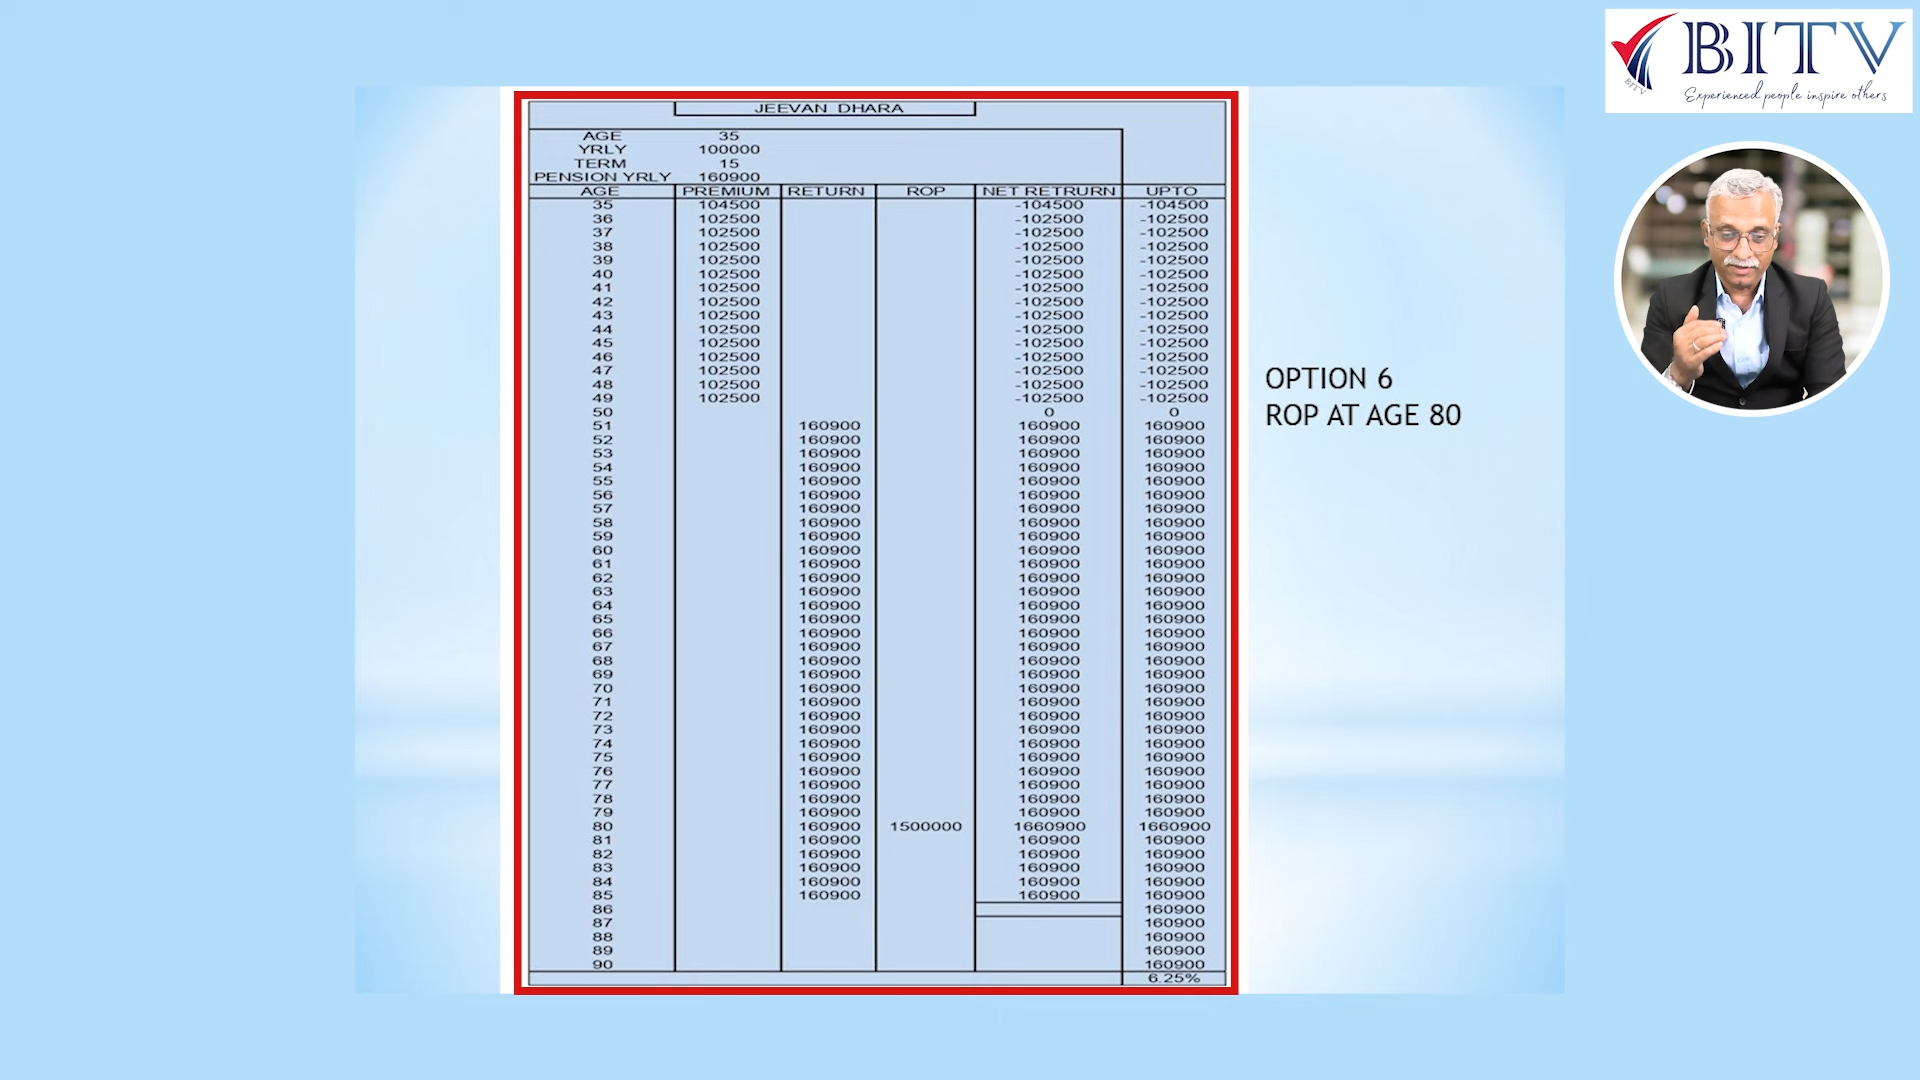 BITV
Experienced people inspire others
BITV
JEEVAN DHARA
AGE 35
YRLY 100000
TERM 15
PENSION YRLY 160900
AGE PREMIUM RETURN ROP NET RETRURN UPTO
35 104500 -104500 -104500
36 102500 -102500 -102500
37 102500 -102500 -102500
38 102500 -102500 -102500
39 102500 -102500 -102500
40 102500 -102500 -102500
41 102500 -102500 -102500
42 102500 -102500 -102500
43 102500 -102500 -102500
44 102500 -102500 -102500
45 102500 -102500 -102500
46 102500 -102500 -102500
47 102500 -102500 -102500
48 102500 -102500 -102500
49 102500 -102500 -102500
50 0 0
51 160900 160900 160900
52 160900 160900 160900
53 160900 160900 160900
54 160900 160900 160900
55 160900 160900 160900
56 160900 160900 160900
57 160900 160900 160900
58 160900 160900 160900
59 160900 160900 160900
60 160900 160900 160900
61 160900 160900 160900
62 160900 160900 160900
63 160900 160900 160900
64 160900 160900 160900
65 160900 160900 160900
66 160900 160900 160900
67 160900 160900 160900
68 160900 160900 160900
69 160900 160900 160900
70 160900 160900 160900
71 160900 160900 160900
72 160900 160900 160900
73 160900 160900 160900
74 160900 160900 160900
75 160900 160900 160900
76 160900 160900 160900
77 160900 160900 160900
78 160900 160900 160900
79 160900 160900 160900
80 160900 1500000 1660900 1660900
81 160900 160900 160900
82 160900 160900 160900
83 160900 160900 160900
84 160900 160900 160900
85 160900 160900 160900
86 160900
87 160900
88 160900
89 160900
90 160900
6.25%
OPTION 6
ROP AT AGE 80